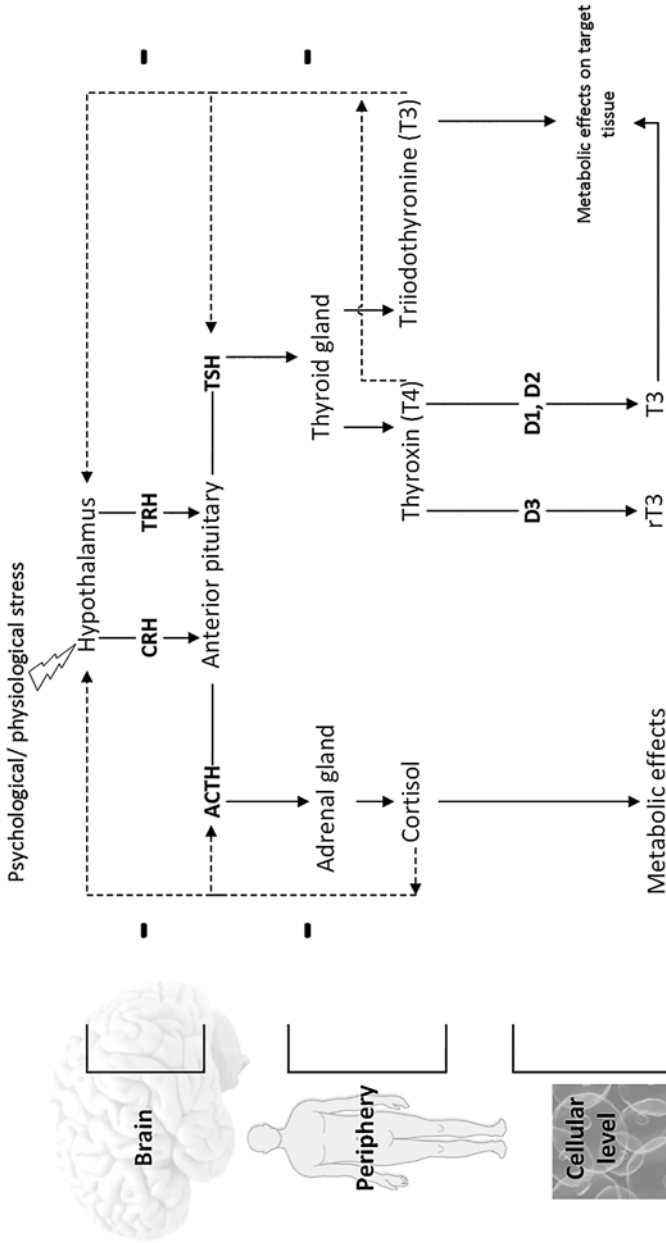 Psychological/ physiological stress
Hypothalamus
CRH
TRH
ACTH
Anterior pituitary
TSH
Adrenal gland
Thyroid gland
Cortisol
Thyroxin (T4)
Triiodothyronine (T3)
D3
D1, D2
Metabolic effects
rT3
T3
Metabolic effects on target
tissue
Brain
Periphery
Cellular
level